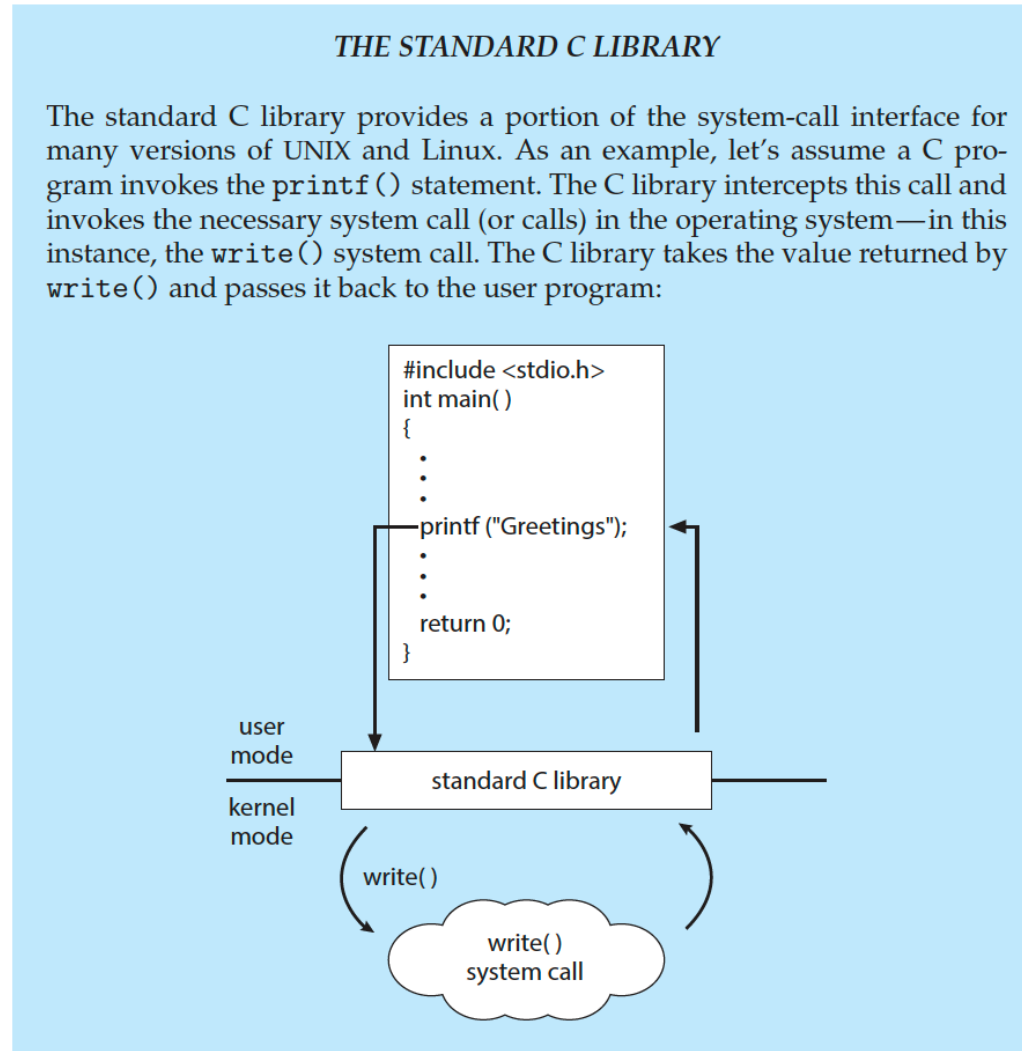 THE STANDARD C LIBRARY
The standard C library provides a portion of the system-call interface for
many versions of UNIX and Linux. As an example, let's assume a C pro-
gram invokes the printf() statement. The C library intercepts this call and
invokes the necessary system call (or calls) in the operating system—in this
instance, the write() system call. The C library takes the value returned by
write() and passes it back to the user program:
#include <stdio.h>
int main( )
{
•
•
•
printf ("Greetings");
•
•
•
return 0;
}
user
mode
standard C library
kernel
mode
write( )
write( )
system call